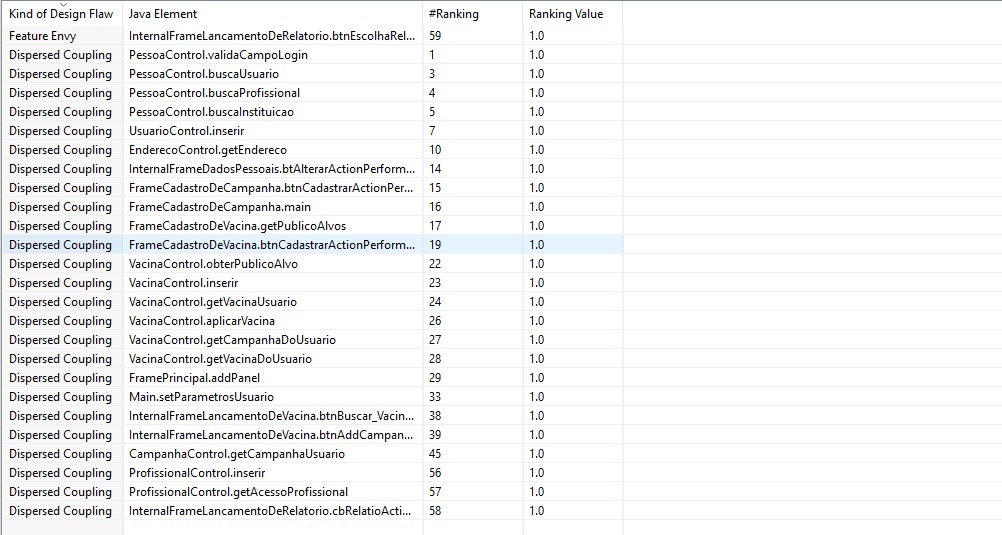 Kind of Design Flaw Java Element #Ranking Ranking Value
Feature Envy InternalFrameLancamentoDeRelatorio.btnEscolhaRel... 59 1.0
Dispersed Coupling PessoaControl.validaCampoLogin 1 1.0
Dispersed Coupling PessoaControl.buscaUsuario 3 1.0
Dispersed Coupling PessoaControl.buscaProfissional 4 1.0
Dispersed Coupling PessoaControl.buscaInstituicao 5 1.0
Dispersed Coupling UsuarioControl.inserir 7 1.0
Dispersed Coupling EnderecoControl.getEndereco 10 1.0
Dispersed Coupling InternalFrameDadosPessoais.btAlterarActionPerform... 14 1.0
Dispersed Coupling FrameCadastroDeCampanha.btnCadastrarActionPer... 15 1.0
Dispersed Coupling FrameCadastroDeCampanha.main 16 1.0
Dispersed Coupling FrameCadastroDeVacina.getPublicoAlvos 17 1.0
Dispersed Coupling FrameCadastroDeVacina.btnCadastrarActionPerform... 19 1.0
Dispersed Coupling VacinaControl.obterPublicoAlvo 22 1.0
Dispersed Coupling VacinaControl.inserir 23 1.0
Dispersed Coupling VacinaControl.getVacinaUsuario 24 1.0
Dispersed Coupling VacinaControl.aplicarVacina 26 1.0
Dispersed Coupling VacinaControl.getCampanhaDoUsuario 27 1.0
Dispersed Coupling VacinaControl.getVacinaDoUsuario 28 1.0
Dispersed Coupling FramePrincipal.addPanel 29 1.0
Dispersed Coupling Main.setParametrosUsuario 33 1.0
Dispersed Coupling InternalFrameLancamentoDeVacina.btnBuscar_Vacin... 38 1.0
Dispersed Coupling InternalFrameLancamentoDeVacina.btnAddCampan... 39 1.0
Dispersed Coupling CampanhaControl.getCampanhaUsuario 45 1.0
Dispersed Coupling ProfissionalControl.inserir 56 1.0
Dispersed Coupling ProfissionalControl.getAcessoProfissional 57 1.0
Dispersed Coupling InternalFrameLancamentoDeRelatorio.cbRelatioActi... 58 1.0